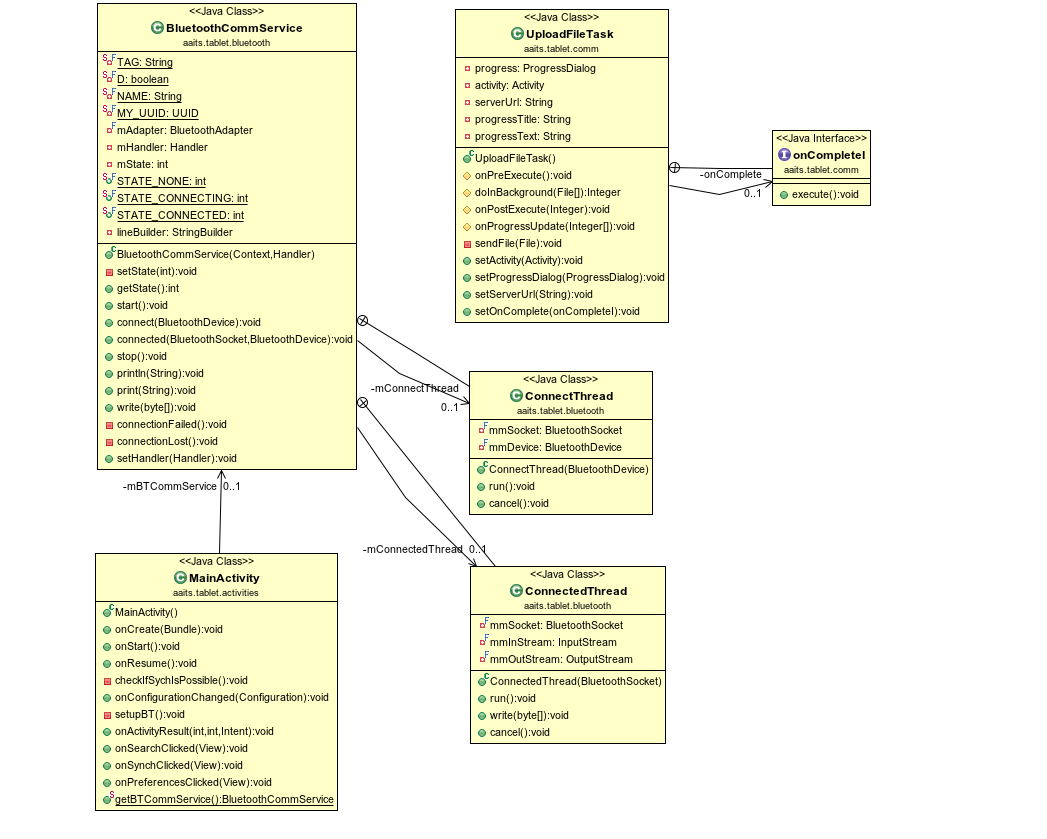 <<Java Class>>
BluetoothCommService
aaits.tablet.bluetooth
TAG: String
D: boolean
NAME: String
MY_UUID: UUID
mAdapter: BluetoothAdapter
mHandler: Handler
mState: int
STATE_NONE: int
STATE_CONNECTING: int
STATE_CONNECTED: int
lineBuilder: StringBuilder
BluetoothCommService(Context,Handler)
setState(int):void
getState():int
start():void
connect(BluetoothDevice):void
connected(BluetoothSocket,BluetoothDevice):void
stop():void
println(String):void
print(String):void
write(byte[]):void
connectionFailed():void
connectionLost():void
setHandler(Handler):void
<<Java Class>>
UploadFileTask
aaits.tablet.comm
progress: ProgressDialog
activity: Activity
serverUrl: String
progressTitle: String
progressText: String
UploadFileTask()
onPreExecute():void
doInBackground(File[]):Integer
onPostExecute(Integer):void
onProgressUpdate(Integer[]):void
sendFile(File):void
setActivity(Activity):void
setProgressDialog(ProgressDialog):void
setServerUrl(String):void
setOnComplete(onCompleteI):void
-onComplete
0..1
<<Java Interface>>
onCompleteI
aaits.tablet.comm
execute():void
-mConnectThread
0..1
<<Java Class>>
ConnectThread
aaits.tablet.bluetooth
mmSocket: BluetoothSocket
mmDevice: BluetoothDevice
ConnectThread(BluetoothDevice)
run():void
cancel():void
-mBTCommService 0..1
-mConnectedThread 0..1
<<Java Class>>
MainActivity
aaits.tablet.activities
MainActivity()
onCreate(Bundle):void
onStart():void
onResume():void
checkIfSychIsPossible():void
onConfigurationChanged(Configuration):void
setupBT():void
onActivityResult(int,int,Intent):void
onSearchClicked(View):void
onSynchClicked(View):void
onPreferencesClicked(View):void
getBTCommService():BluetoothCommService
<<Java Class>>
ConnectedThread
aaits.tablet.bluetooth
mmSocket: BluetoothSocket
mmInStream: InputStream
mmOutStream: OutputStream
ConnectedThread(BluetoothSocket)
run():void
write(byte[]):void
cancel():void